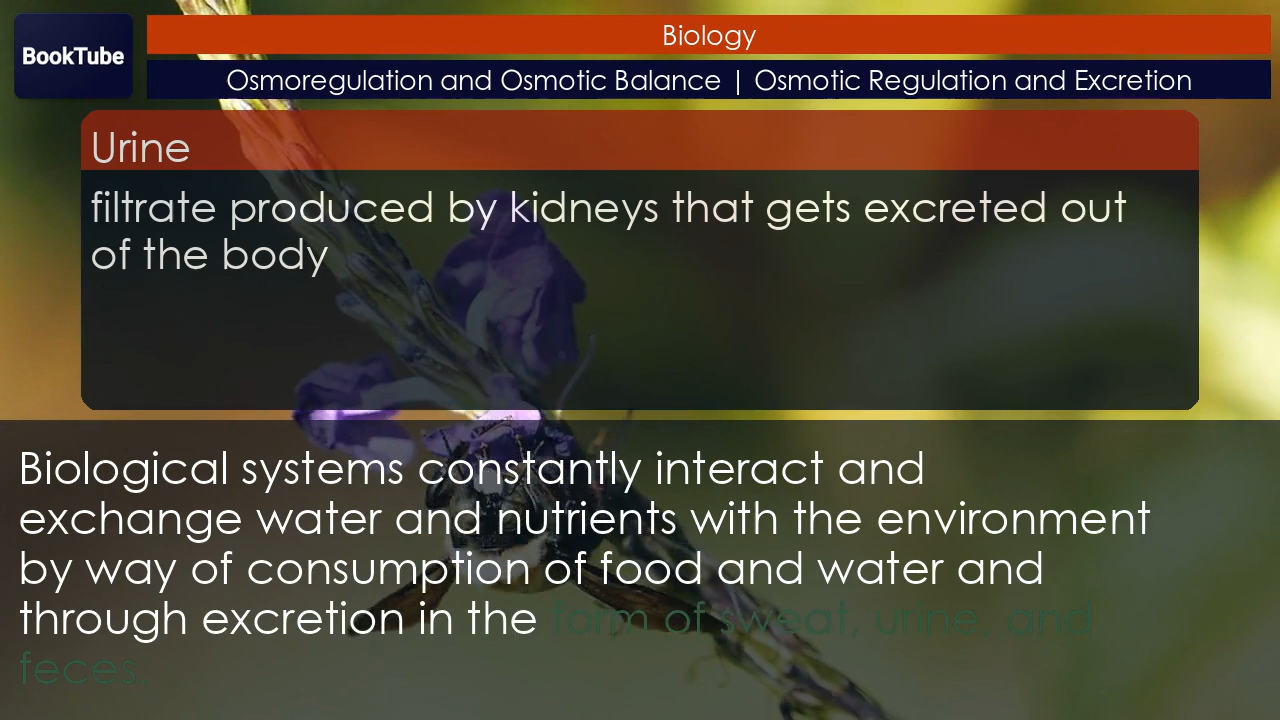 BookTube
Biology
Osmoregulation and Osmotic Balance | Osmotic Regulation and Excretion
Urine
filtrate produced by kidneys that gets excreted out
of the body
Biological systems constantly interact and
exchange water and nutrients with the environment
by way of consumption of food and water and
through excretion in the form of sweat, urine, and
feces.